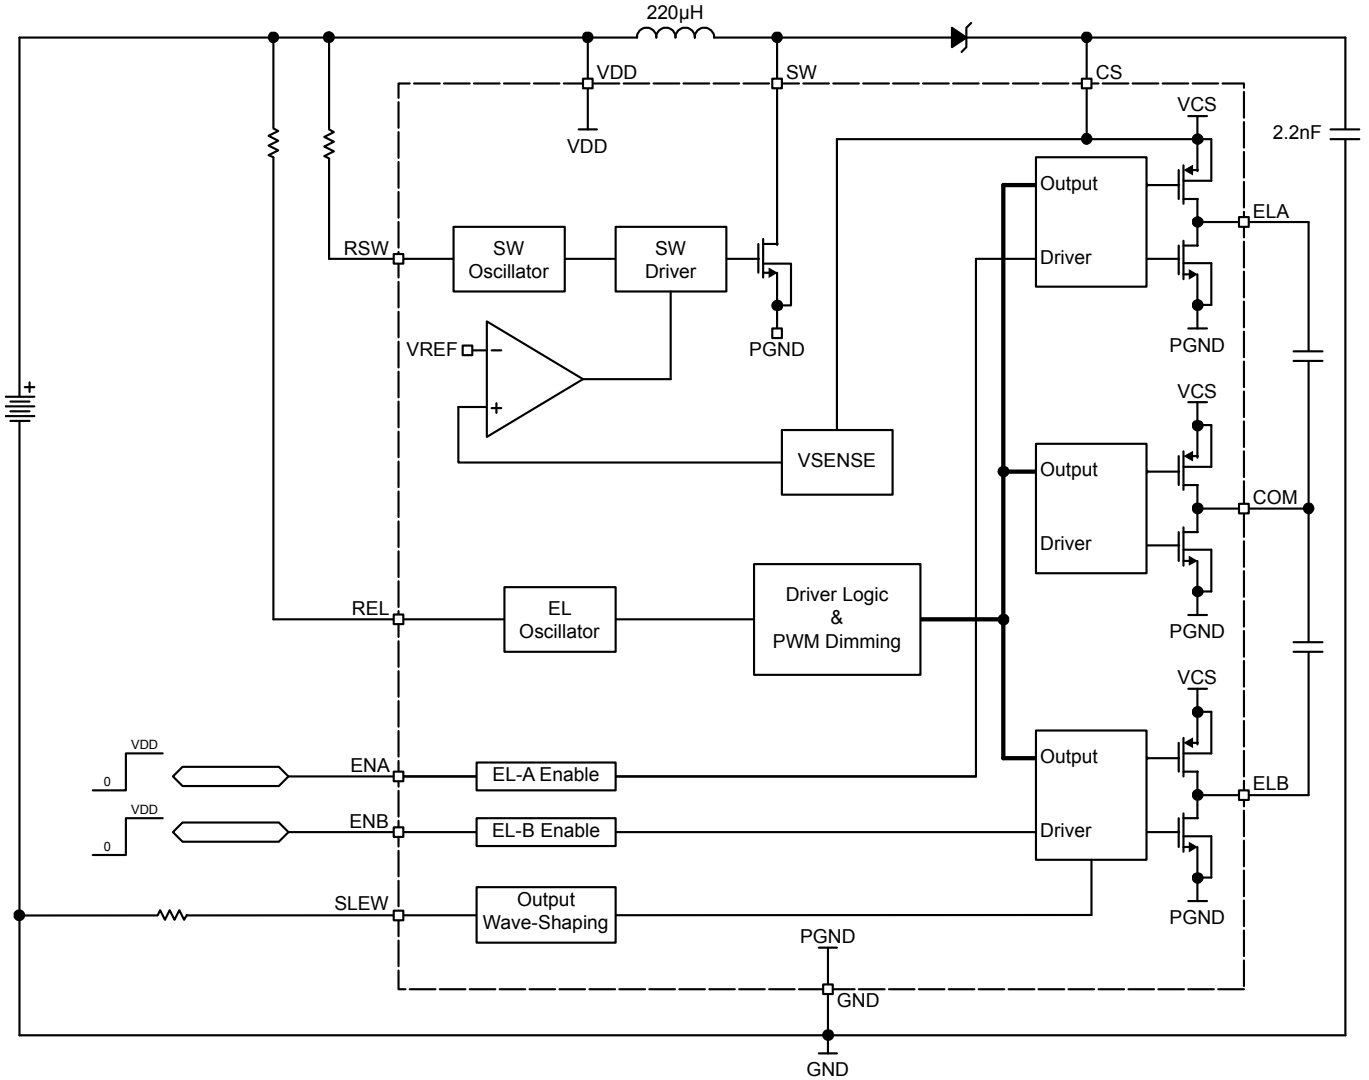 220µH
VDD
SW
CS
VCS
VDD
2.2nF
Output
ELA
RSW
SW
Oscillator
SW
Driver
Driver
VREF
−
PGND
PGND
+
+
VCS
VSENSE
Output
COM
Driver
REL
EL
Oscillator
Driver Logic
&
PWM Dimming
PGND
VCS
VDD
0
ENA
EL-A Enable
Output
ELB
VDD
0
ENB
EL-B Enable
Driver
SLEW
Output
Wave-Shaping
PGND
PGND
GND
GND